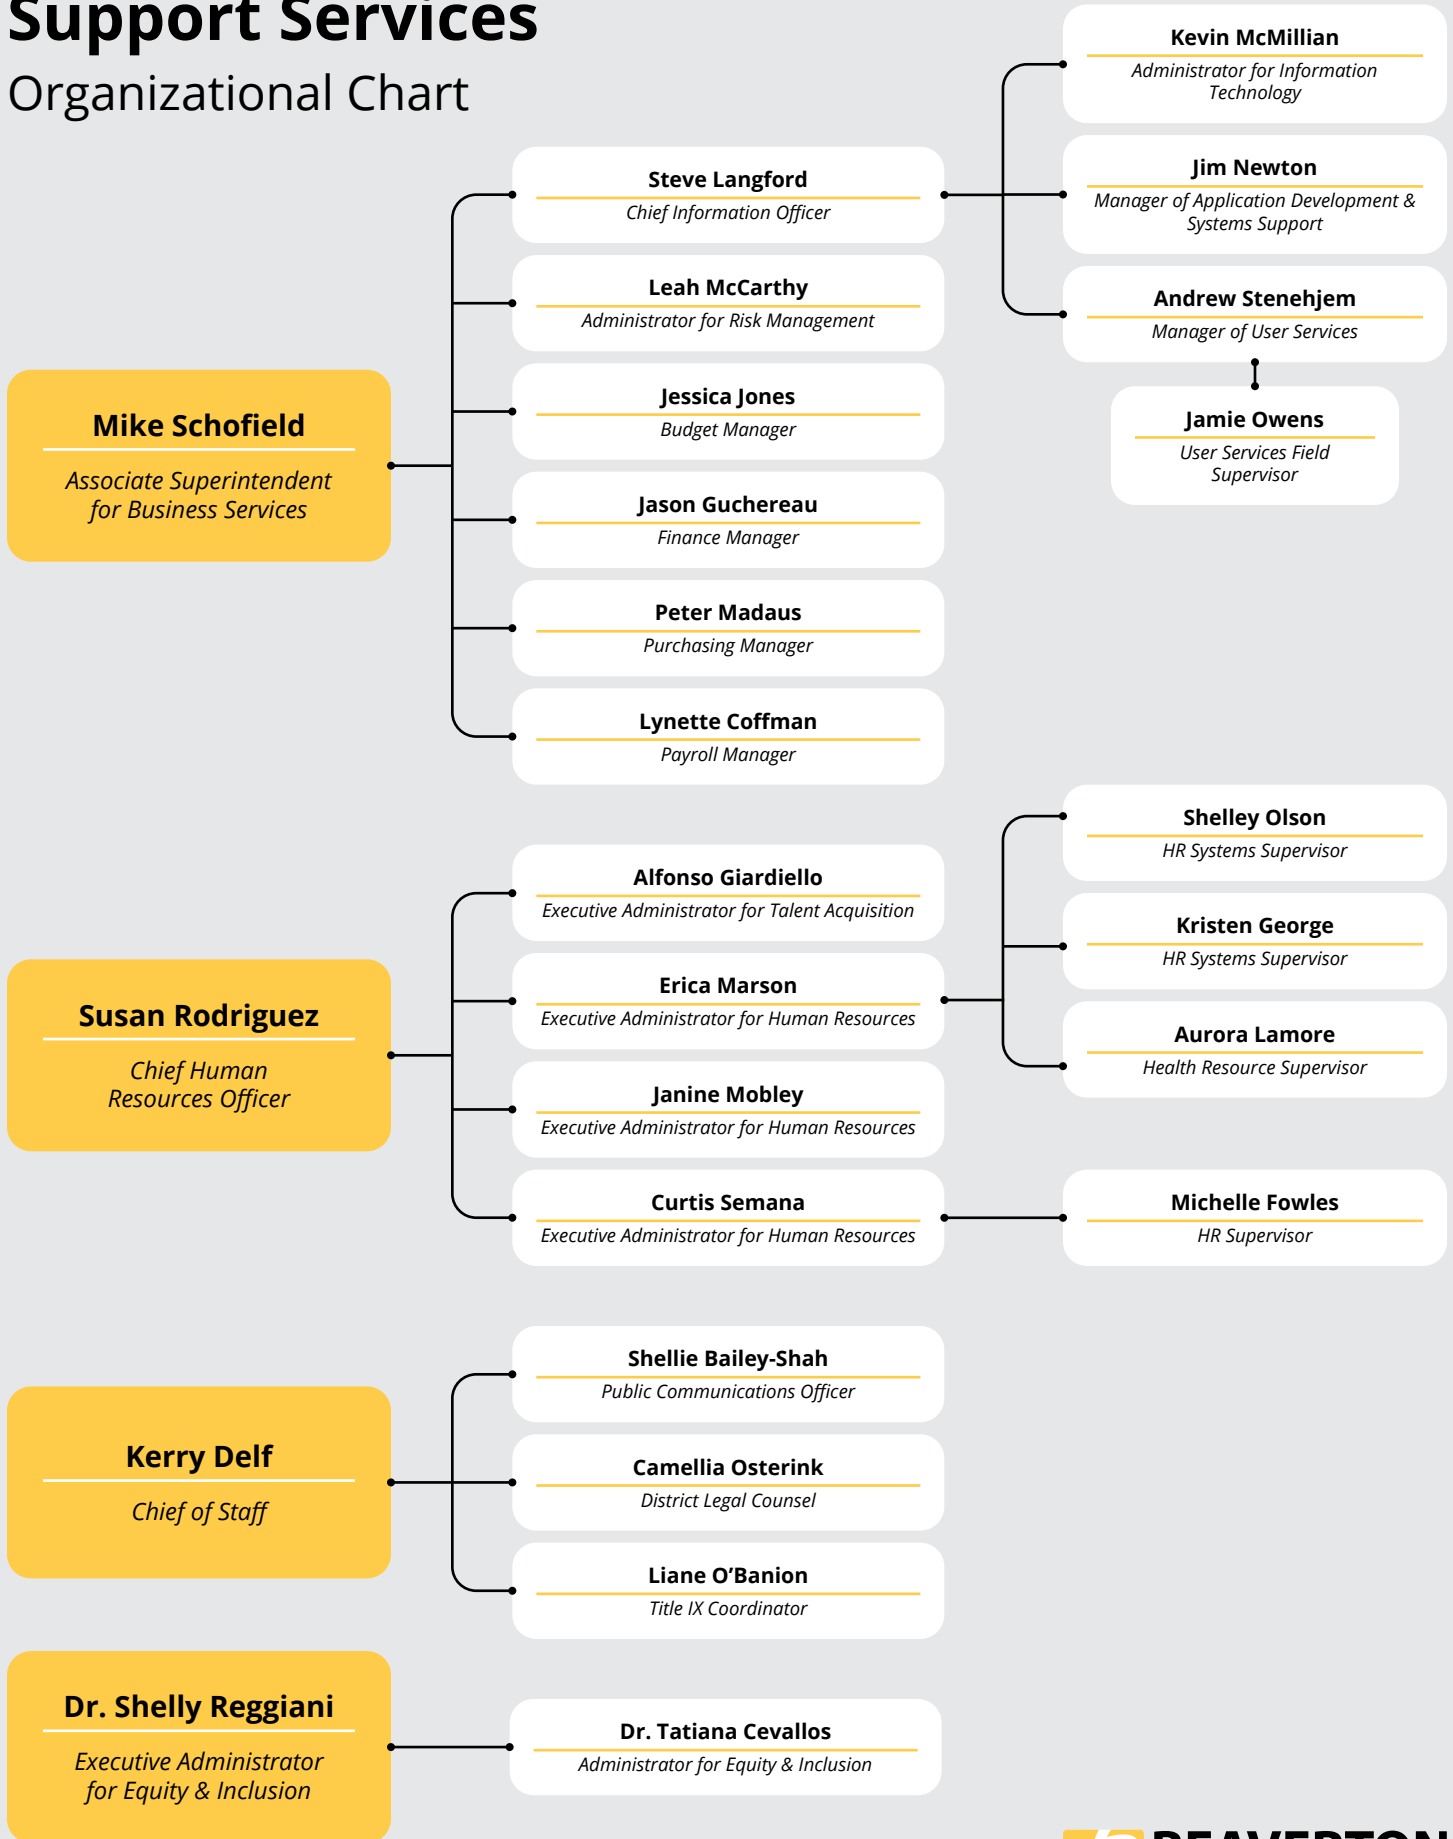 Support Services
Organizational Chart
Mike Schofield
Associate Superintendent
for Business Services
Steve Langford
Chief Information Officer
Leah McCarthy
Administrator for Risk Management
Jessica Jones
Budget Manager
Jason Guchereau
Finance Manager
Peter Madaus
Purchasing Manager
Lynette Coffman
Payroll Manager
Kevin McMillian
Administrator for Information
Technology
Jim Newton
Manager of Application Development &
Systems Support
Andrew Stenehjem
Manager of User Services
Jamie Owens
User Services Field
Supervisor
Susan Rodriguez
Chief Human
Resources Officer
Alfonso Giardiello
Executive Administrator for Talent Acquisition
Erica Marson
Executive Administrator for Human Resources
Janine Mobley
Executive Administrator for Human Resources
Curtis Semana
Executive Administrator for Human Resources
Shelley Olson
HR Systems Supervisor
Kristen George
HR Systems Supervisor
Aurora Lamore
Health Resource Supervisor
Michelle Fowles
HR Supervisor
Kerry Delf
Chief of Staff
Shellie Bailey-Shah
Public Communications Officer
Camellia Osterink
District Legal Counsel
Liane O’Banion
Title IX Coordinator
Dr. Shelly Reggiani
Executive Administrator
for Equity & Inclusion
Dr. Tatiana Cevallos
Administrator for Equity & Inclusion
BEAVERTON